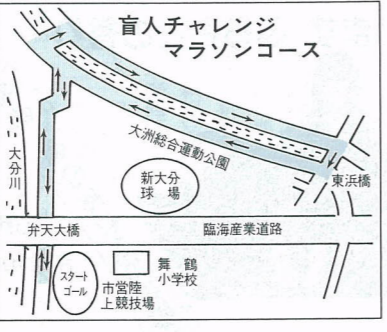 盲人チャレンジ
マラソンコース
大分川
大洲総合運動公園
新大分
球場
東浜橋
弁天大橋
臨海産業道路
スタート
ゴール
市営陸
上競技場
舞鶴
小学校